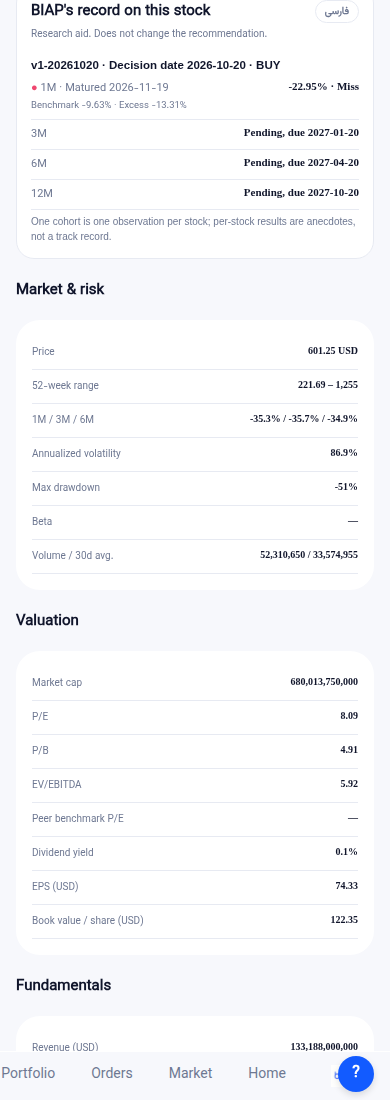 BIAP's record on this stock
فارسی
Research aid. Does not change the recommendation.
v1-20261020 · Decision date 2026-10-20 · BUY
1M · Matured 2026-11-19 -22.95% · Miss
Benchmark -9.63% · Excess -13.31%
3M Pending, due 2027-01-20
6M Pending, due 2027-04-20
12M Pending, due 2027-10-20
One cohort is one observation per stock; per-stock results are anecdotes,
not a track record.
Market & risk
Price 601.25 USD
52-week range 221.69 – 1,255
1M / 3M / 6M -35.3% / -35.7% / -34.9%
Annualized volatility 86.9%
Max drawdown -51%
Beta —
Volume / 30d avg. 52,310,650 / 33,574,955
Valuation
Market cap 680,013,750,000
P/E 8.09
P/B 4.91
EV/EBITDA 5.92
Peer benchmark P/E —
Dividend yield 0.1%
EPS (USD) 74.33
Book value / share (USD) 122.35
Fundamentals
Revenue (USD) 133,188,000,000
Portfolio Orders Market Home ?